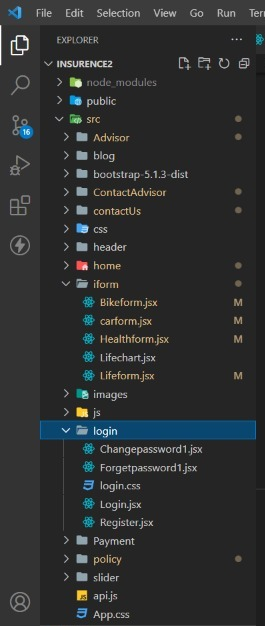 File Edit Selection View Go Run Ter
EXPLORER ...
INSURENCE2
node_modules
public
src
Advisor
blog
bootstrap-5.1.3-dist
ContactAdvisor
contactUs
css
header
home
iform
Bikeform.jsx M
carform.jsx M
Healthform.jsx M
Lifechart.jsx
Lifeform.jsx M
images
js
login
Changepassword1.jsx
Forgetpassword1.jsx
login.css
Login.jsx
Register.jsx
Payment
policy
slider
JS api.js
App.css
16